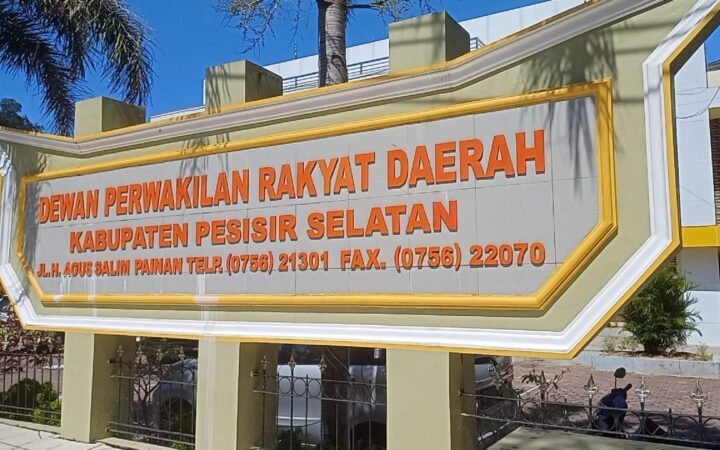 DEWAN PERWAKILAN RAKYAT DAERAH
KABUPATEN PESISIR SELATAN
JL. H. AGUS SALIM PAINAN TELP. (0756) 21301 FAX. (0756) 22070